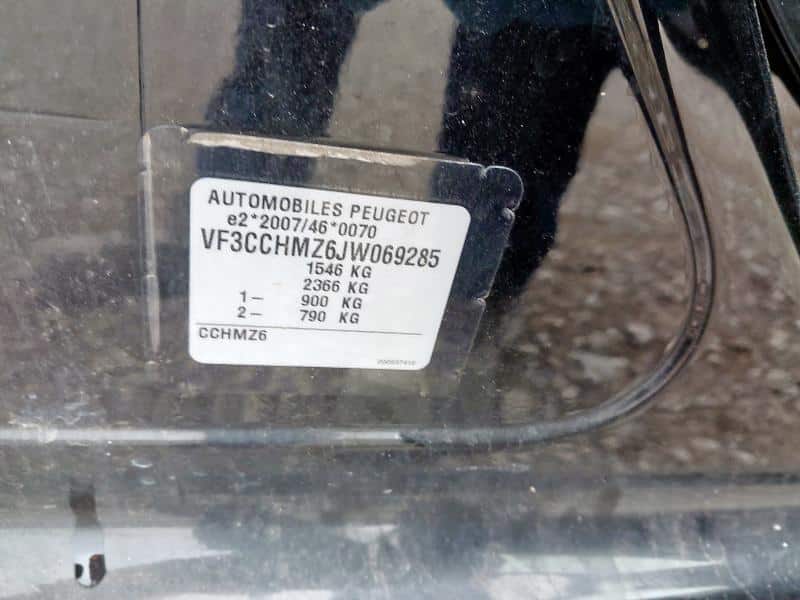 AUTOMOBILES PEUGEOT
e2*2007/46*0070
VF3CCHMZ6JW069285
1546 KG
2366 KG
1- 900 KG
2- 790 KG
CCHMZ6